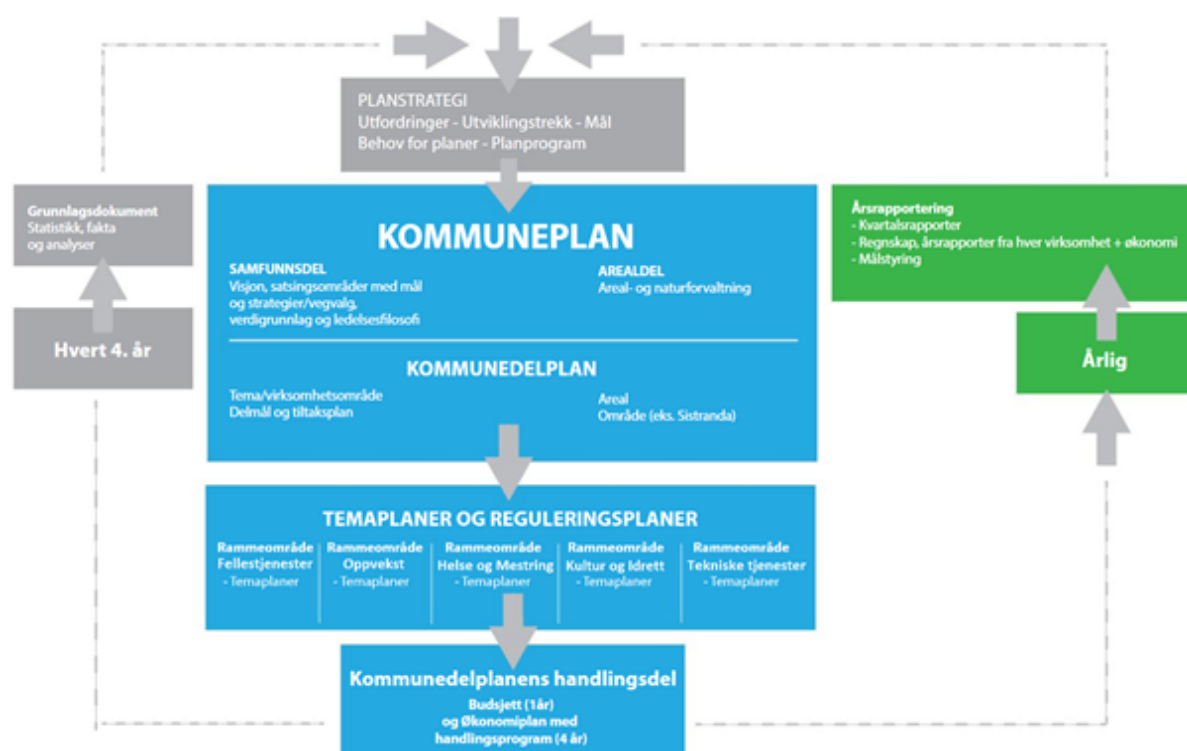 PLANSTRATEGI
Utfordringer - Utviklingstrekk - Mål
Behov for planer - Planprogram
Grunnlagsdokument
Statistikk, fakta
og analyser
Hvert 4. år
KOMMUNEPLAN
SAMFUNNSDEL
Visjon, satsingsområder med mål
og strategier/vegvalg,
verdigrunnlag og ledelsesfilosofi
AREALDEL
Areal- og naturforvaltning
KOMMUNEDELPLAN
Tema/virksomhetsområde
Delmål og tiltaksplan
Areal
Område (eks. Sistranda)
Årsrapportering
- Kvartalsrapporter
- Regnskap, årsrapporter fra hver virksomhet + økonomi
- Målstyring
Årlig
TEMAPLANER OG REGULERINGSPLANER
Rammeområde
Fellestjenester
- Temaplaner
Rammeområde
Oppvekst
- Temaplaner
Rammeområde
Helse og Mestring
- Temaplaner
Rammeområde
Kultur og Idrett
- Temaplaner
Rammeområde
Tekniske tjenester
- Temaplaner
Kommunedelplanens handlingsdel
Budsjett (1år)
og Økonomiplan med
handlingsprogram (4 år)